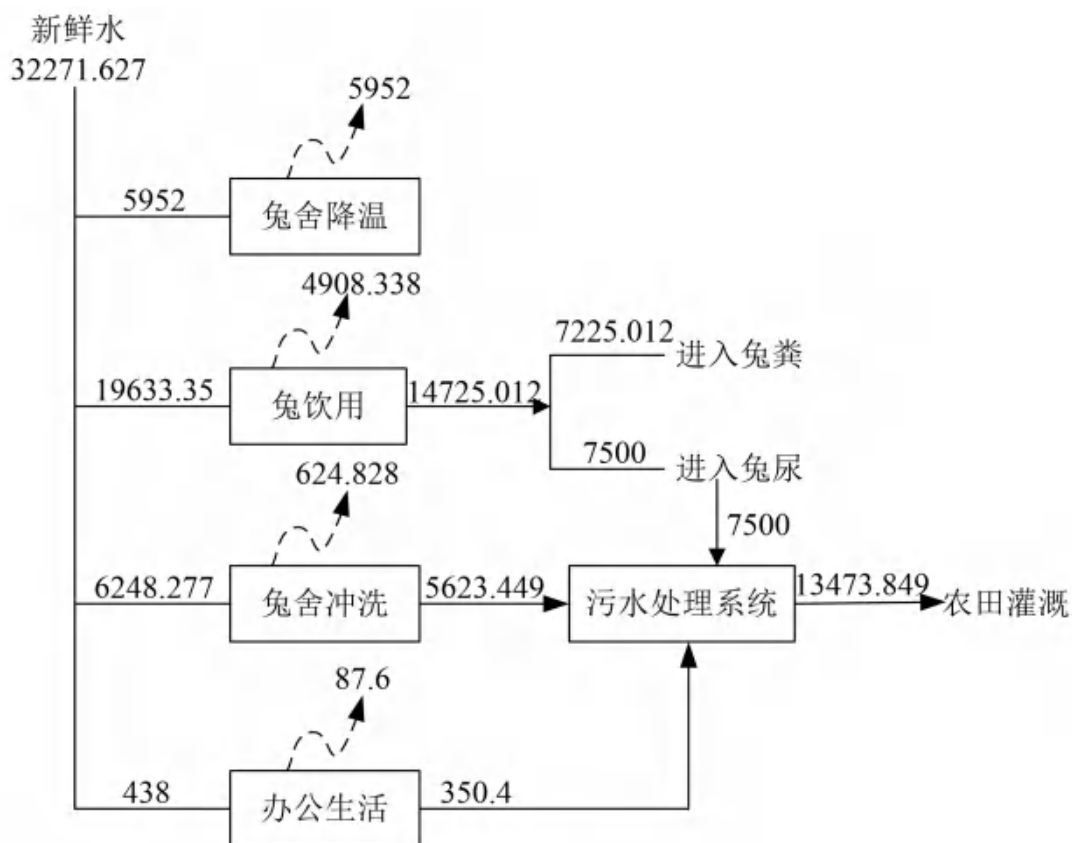 新鲜水
32271.627
5952
5952
兔舍降温
4908.338
19633.35
兔饮用
14725.012
7225.012
进入兔粪
7500
进入兔尿
7500
624.828
6248.277
兔舍冲洗
5623.449
污水处理系统
13473.849
农田灌溉
87.6
438
办公生活
350.4